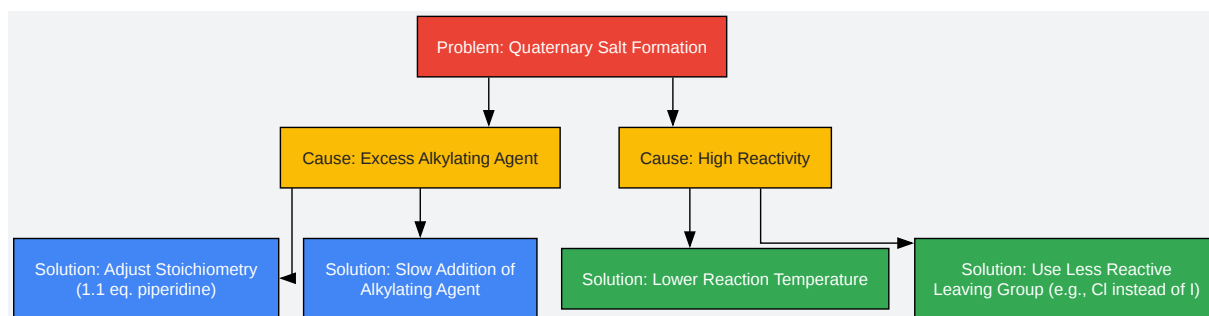 Problem: Quaternary Salt Formation
Cause: Excess Alkylating Agent
Cause: High Reactivity
Solution: Adjust Stoichiometry
(1.1 eq. piperidine)
Solution: Slow Addition of
Alkylating Agent
Solution: Lower Reaction Temperature
Solution: Use Less Reactive
Leaving Group (e.g., Cl instead of I)